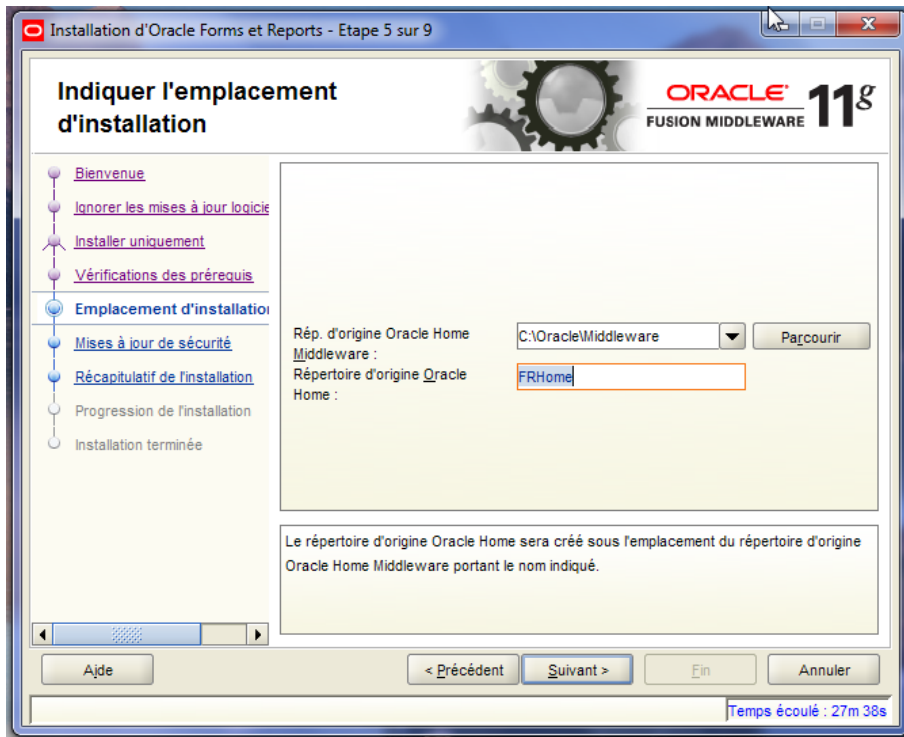 Installation d'Oracle Forms et Reports - Etape 5 sur 9
Indiquer l'emplacement
d'installation
ORACLE
FUSION MIDDLEWARE 11g
Bienvenue
Ignorer les mises à jour logicie
Installer uniquement
Vérifications des prérequis
Emplacement d'installation
Mises à jour de sécurité
Récapitulatif de l'installation
Progression de l'installation
Installation terminée
Rép. d'origine Oracle Home
Middleware :
C:\Oracle\Middleware
Parcourir
Répertoire d'origine Oracle
Home :
FRHome
Le répertoire d'origine Oracle Home sera créé sous l'emplacement du répertoire d'origine
Oracle Home Middleware portant le nom indiqué.
Aide
< Précédent
Suivant >
Fin
Annuler
Temps écoulé : 27m 38s